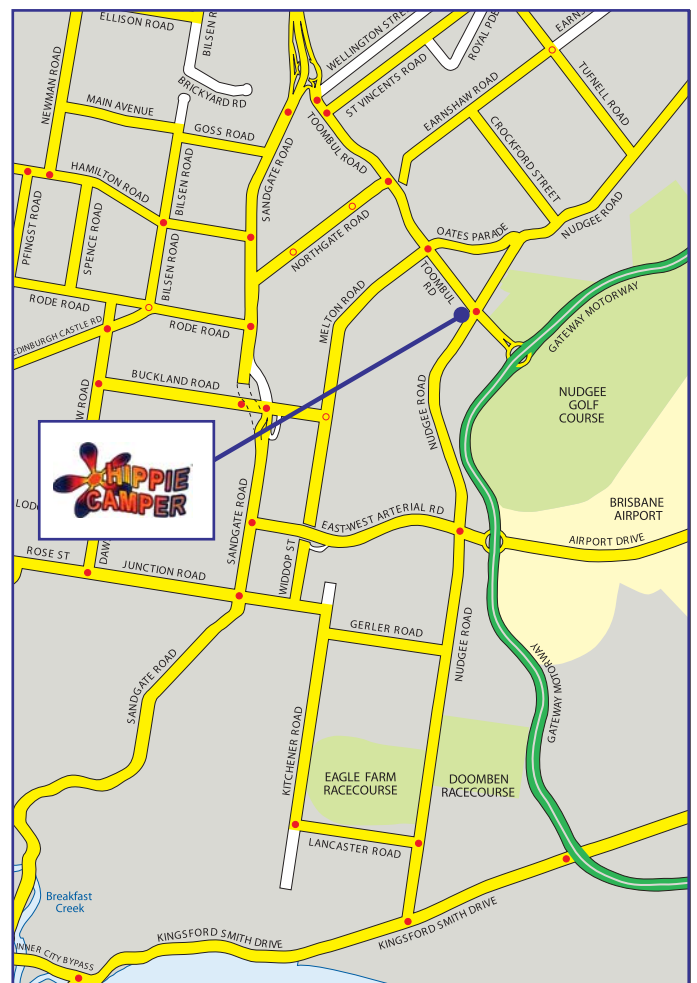 ELLISON ROAD
BILSEN R
WELLINGTON STRE
ROYAL PDE
EARNS
NEWMAN ROAD
BRICKYARD RD
ST VINCENTS ROAD
TUFNELL ROAD
MAIN AVENUE
GOSS ROAD
TOOMBUL ROAD
EARNSHAW ROAD
CROCKFORD STREET
HAMILTON ROAD
BILSEN ROAD
SANDGATE ROAD
PFINGST ROAD
SPENCE ROAD
NORTHGATE ROAD
OATES PARADE
NUDGEE ROAD
BILSEN ROAD
TOOMBUL
RD
RODE ROAD
RODE ROAD
MELTON ROAD
GATEWAY MOTORWAY
EDINBURGH CASTLE RD
BUCKLAND ROAD
W ROAD
NUDGEE ROAD
NUDGEE
GOLF
COURSE
HIPPIE
CAMPER
LODG
DAW
SANDGATE ROAD
EAST-WEST ARTERIAL RD
BRISBANE
AIRPORT
AIRPORT DRIVE
ROSE ST
JUNCTION ROAD
WIDDOP ST
GERLER ROAD
NUDGEE ROAD
GATEWAY MOTORWAY
SANDGATE ROAD
KITCHENER ROAD
EAGLE FARM
RACECOURSE
DOOMBEN
RACECOURSE
LANCASTER ROAD
Breakfast
Creek
KINGSFORD SMITH DRIVE
KINGSFORD SMITH DRIVE
INNER CITY BYPASS